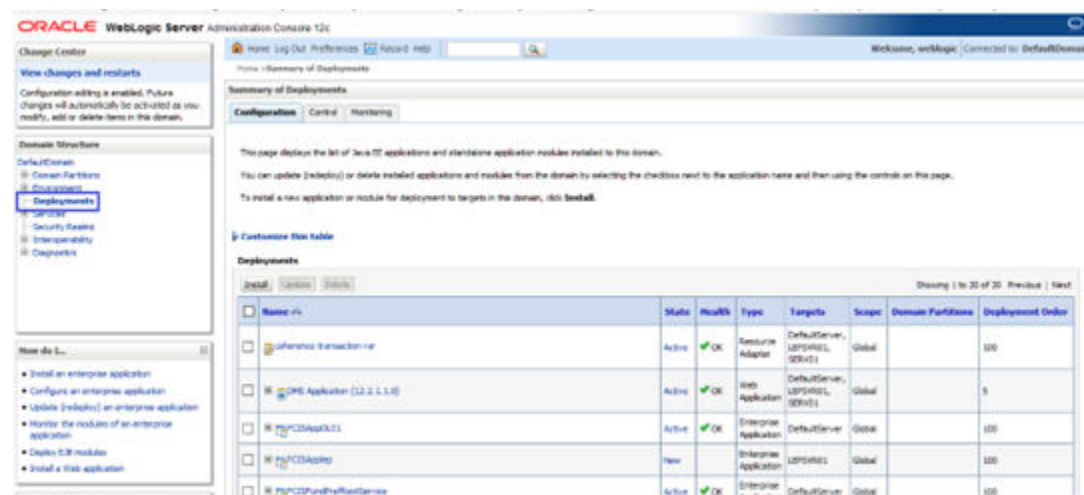 ORACLE WebLogic Server Administration Console 12c
Change Center
View changes and restarts
Configuration editing is enabled. Future
changes will automatically be activated as you
modify, add or delete items in this domain.
Domain Structure
DefaultDomain
Domain Partitions
Environment
Deployments
Services
Security Realms
Interoperability
Diagnostics
How do I...
Install an enterprise application
Configure an enterprise application
Update (redeploy) an enterprise application
Monitor the modules of an enterprise
application
Deploy EJB modules
Install a Web application
Home Log Out Preferences Record Help
Welcome, weblogic Connected to: DefaultDomai
Home >Summary of Deployments
Summary of Deployments
Configuration Control Monitoring
This page displays the list of Java EE applications and standalone application modules installed to this domain.
You can update (redeploy) or delete installed applications and modules from the domain by selecting the checkbox next to the application name and then using the controls on this page.
To install a new application or module for deployment to targets in this domain, click Install.
Customize this table
Deployments
Install Update Delete
Showing 1 to 20 of 20 Previous | Next
Name State Health Type Targets Scope Domain Partitions Deployment Order
coherence-transaction-rar Active OK Resource Adapter DefaultServer, Global 100
DMS Application (12.2.1.1.0) Active OK Web Application DefaultServer, Global 5
Active OK Enterprise Application DefaultServer Global 100
New Enterprise Application Global 100
Active OK Enterprise DefaultServer Global 100